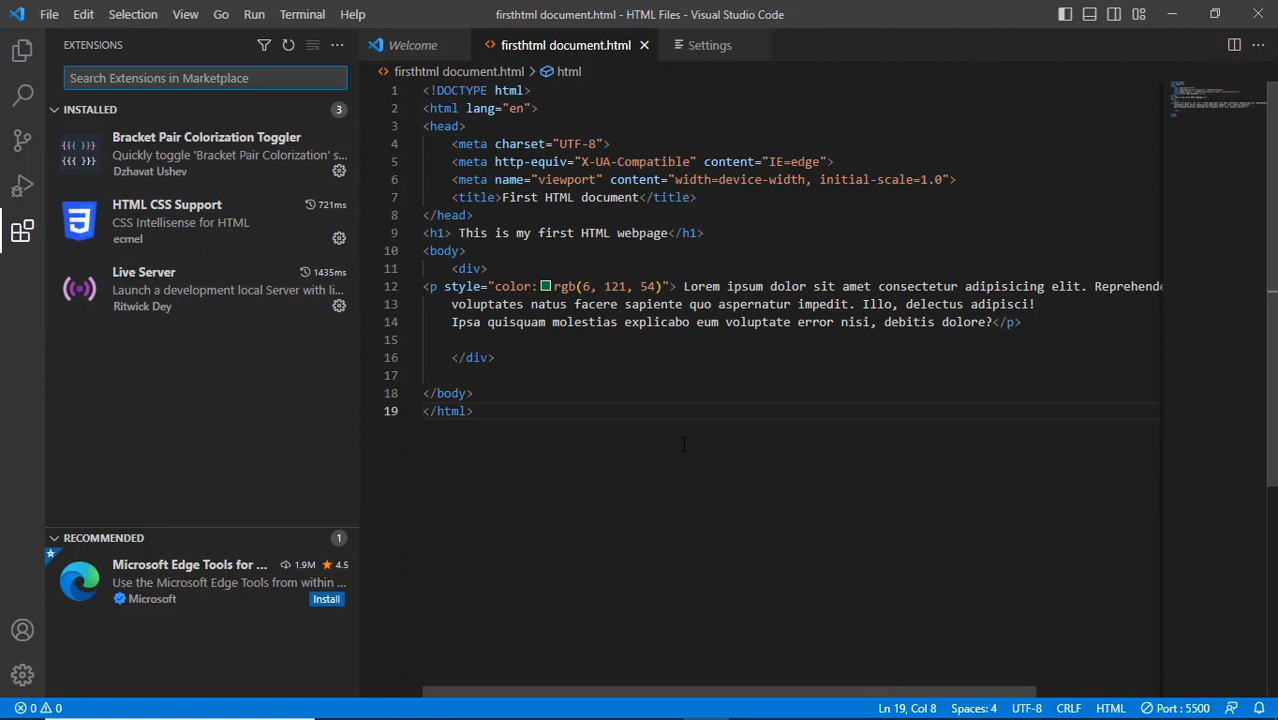 File Edit Selection View Go Run Terminal Help firsthtml document.html - HTML Files - Visual Studio Code
EXTENSIONS
Search Extensions in Marketplace
INSTALLED 3
Bracket Pair Colorization Toggler
Quickly toggle 'Bracket Pair Colorization' s...
Dzhavat Ushev
HTML CSS Support 721ms
CSS Intellisense for HTML
ecmel
Live Server 1435ms
Launch a development local Server with li...
Ritwick Dey
RECOMMENDED 1
Microsoft Edge Tools for ... 1.9M 4.5
Use the Microsoft Edge Tools from within ...
Microsoft Install
Welcome firsthtml document.html Settings
firsthtml document.html > html
1 <!DOCTYPE html>
2 <html lang="en">
3 <head>
4 <meta charset="UTF-8">
5 <meta http-equiv="X-UA-Compatible" content="IE=edge">
6 <meta name="viewport" content="width=device-width, initial-scale=1.0">
7 <title>First HTML document</title>
8 </head>
9 <h1> This is my first HTML webpage</h1>
10 <body>
11 <div>
12 <p style="color:rgb(6, 121, 54)"> Lorem ipsum dolor sit amet consectetur adipisicing elit. Reprehende
13 voluptates natus facere sapiente quo aspernatur impedit. Illo, delectus adipisci!
14 Ipsa quisquam molestias explicabo eum voluptate error nisi, debitis dolore?</p>
15
16 </div>
17
18 </body>
19 </html>
0 0 Ln 19, Col 8 Spaces: 4 UTF-8 CRLF HTML Port : 5500